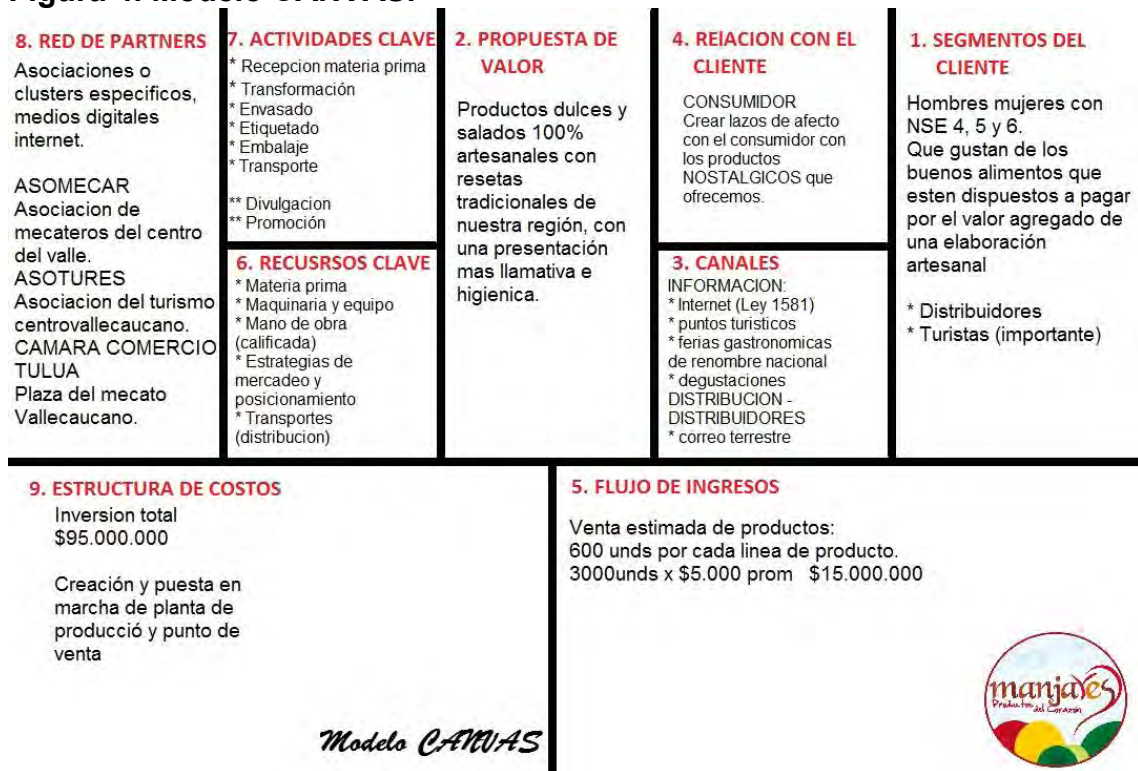 8. RED DE PARTNERS
Asociaciones o
clusters especificos,
medios digitales
internet.
ASOMECAR
Asociacion de
mecateros del centro
del valle.
ASOTURES
Asociacion del turismo
centrovallecaucano.
CAMARA COMERCIO
TULUA
Plaza del mecato
Vallecaucano.
7. ACTIVIDADES CLAVE
* Recepcion materia prima
* Transformación
* Envasado
* Etiquetado
* Embalaje
* Transporte
** Divulgacion
** Promoción
6. RECUSRSOS CLAVE
* Materia prima
* Maquinaria y equipo
* Mano de obra
(calificada)
* Estrategias de
mercadeo y
posicionamiento
* Transportes
(distribucion)
2. PROPUESTA DE
VALOR
Productos dulces y
salados 100%
artesanales con
resetas
tradicionales de
nuestra región, con
una presentación
mas llamativa e
higienica.
4. RElACION CON EL
CLIENTE
CONSUMIDOR
Crear lazos de afecto
con el consumidor con
los productos
NOSTALGICOS que
ofrecemos.
3. CANALES
INFORMACION:
* Internet (Ley 1581)
* puntos turisticos
* ferias gastronomicas
de renombre nacional
* degustaciones
DISTRIBUCION -
DISTRIBUIDORES
* correo terrestre
1. SEGMENTOS DEL
CLIENTE
Hombres mujeres con
NSE 4, 5 y 6.
Que gustan de los
buenos alimentos que
esten dispuestos a pagar
por el valor agregado de
una elaboración
artesanal
* Distribuidores
* Turistas (importante)
9. ESTRUCTURA DE COSTOS
Inversion total
$95.000.000
Creación y puesta en
marcha de planta de
producció y punto de
venta
Modelo CANVAS
5. FLUJO DE INGRESOS
Venta estimada de productos:
600 unds por cada linea de producto.
3000unds x $5.000 prom $15.000.000
manjares
Productos del Corazón